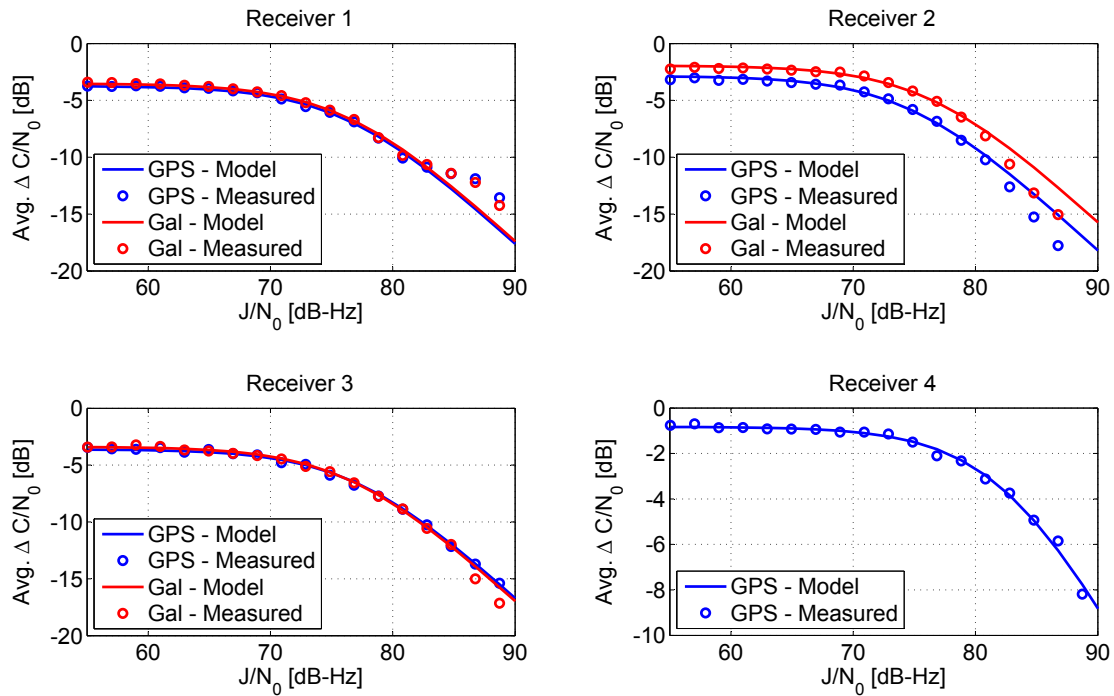 Receiver 1
0
-5
-10
-15
-20
Avg. Δ C/N0 [dB]
GPS - Model
GPS - Measured
Gal - Model
Gal - Measured
60 70 80 90
J/N0 [dB-Hz]
Receiver 2
0
-5
-10
-15
-20
Avg. Δ C/N0 [dB]
GPS - Model
GPS - Measured
Gal - Model
Gal - Measured
60 70 80 90
J/N0 [dB-Hz]
Receiver 3
0
-5
-10
-15
-20
Avg. Δ C/N0 [dB]
GPS - Model
GPS - Measured
Gal - Model
Gal - Measured
60 70 80 90
J/N0 [dB-Hz]
Receiver 4
0
-2
-4
-6
-8
-10
Avg. Δ C/N0 [dB]
GPS - Model
GPS - Measured
60 70 80 90
J/N0 [dB-Hz]